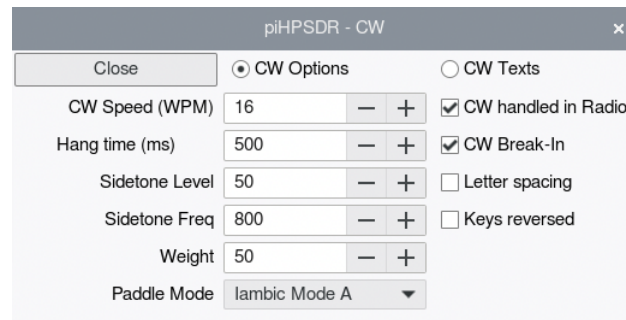 piHPSDR - CW ×
Close CW Options CW Texts
CW Speed (WPM) 16 CW handled in Radio
Hang time (ms) 500 CW Break-In
Sidetone Level 50 Letter spacing
Sidetone Freq 800 Keys reversed
Weight 50
Paddle Mode Iambic Mode A